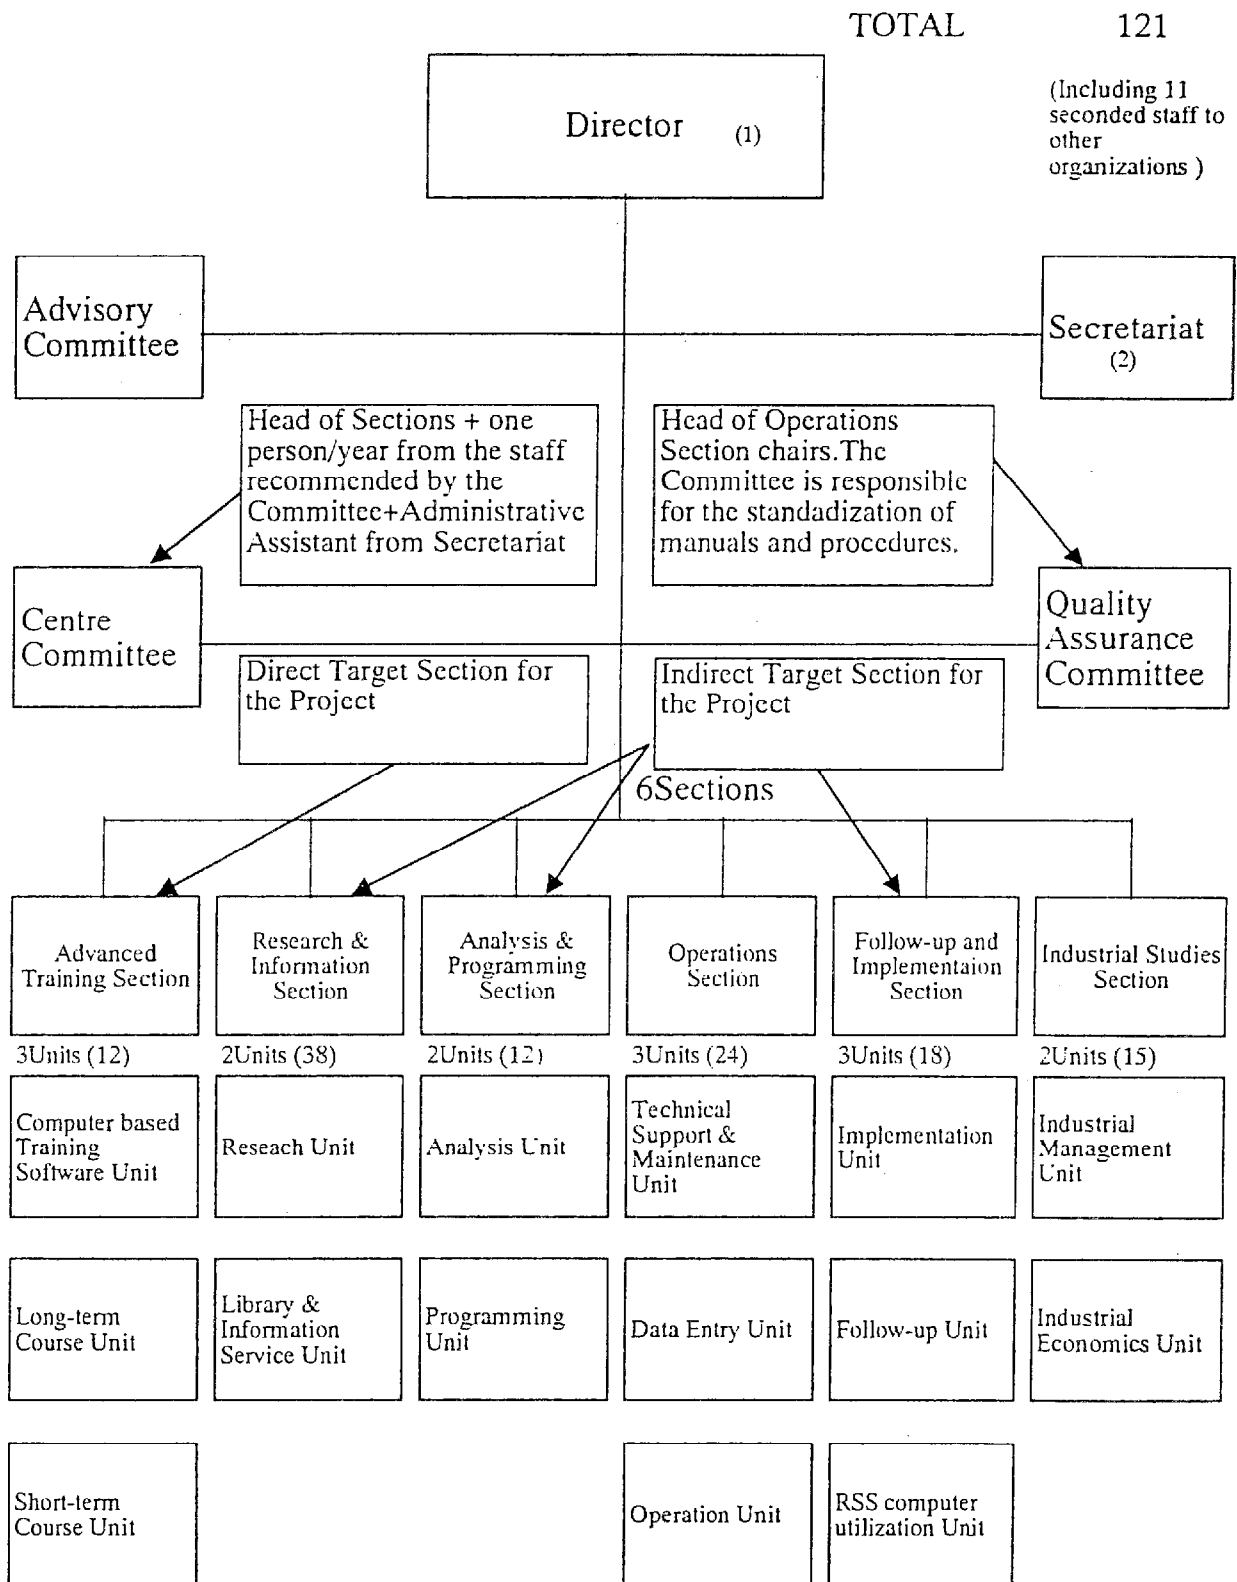 TOTAL 121
(Including 11
seconded staff to
other
organizations )
Director (1)
Advisory
Committee
Secretariat
(2)
Head of Sections + one
person/year from the staff
recommended by the
Committee+Administrative
Assistant from Secretariat
Head of Operations
Section chairs.The
Committee is responsible
for the standadization of
manuals and procedures.
Centre
Committee
Quality
Assurance
Committee
Direct Target Section for
the Project
Indirect Target Section for
the Project
6Sections
Advanced
Training Section
Research &
Information
Section
Analysis &
Programming
Section
Operations
Section
Follow-up and
Implementaion
Section
Industrial Studies
Section
3Units (12)
2Units (38)
2Units (12)
3Units (24)
3Units (18)
2Units (15)
Computer based
Training
Software Unit
Reseach Unit
Analysis Unit
Technical
Support &
Maintenance
Unit
Implementation
Unit
Industrial
Management
Unit
Long-term
Course Unit
Library &
Information
Service Unit
Programming
Unit
Data Entry Unit
Follow-up Unit
Industrial
Economics Unit
Short-term
Course Unit
Operation Unit
RSS computer
utilization Unit